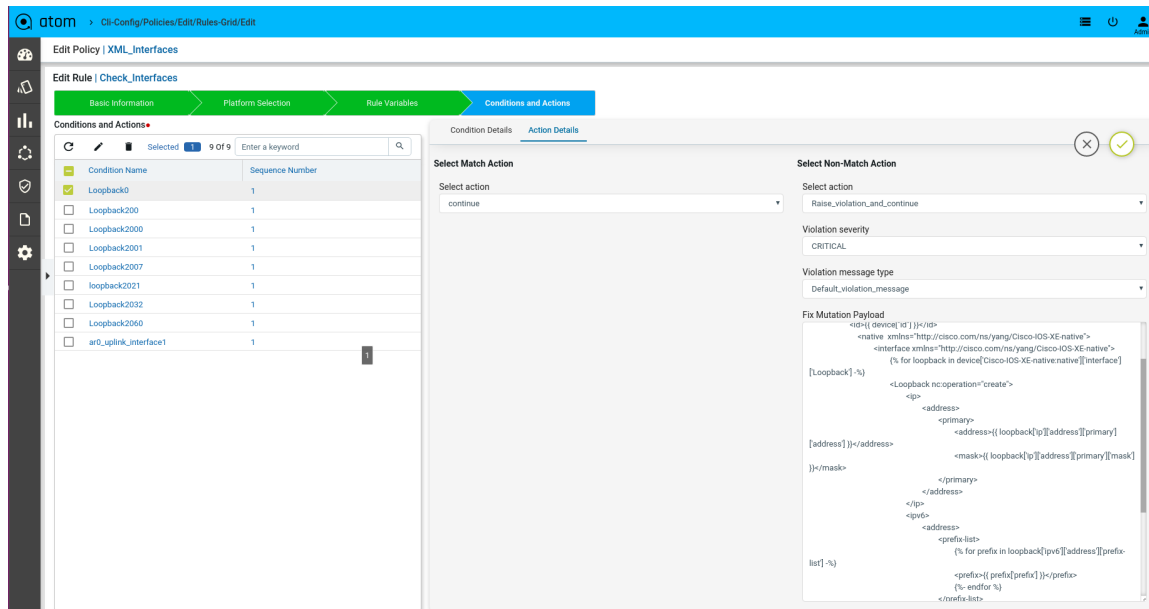 atom > Cli-Config/Policies/Edit/Rules-Grid/Edit
Admi
Edit Policy | XML_Interfaces
Edit Rule | Check_Interfaces
Basic Information
Platform Selection
Rule Variables
Conditions and Actions
Conditions and Actions
Selected 1 9 Of 9 Enter a keyword
Condition Name Sequence Number
Loopback0 1
Loopback200 1
Loopback2000 1
Loopback2001 1
Loopback2007 1
loopback2021 1
Loopback2032 1
Loopback2060 1
ar0_uplink_interface1 1
1
Condition Details Action Details
Select Match Action
Select action
continue
Select Non-Match Action
Select action
Raise_violation_and_continue
Violation severity
CRITICAL
Violation message type
Default_violation_message
Fix Mutation Payload
<id>{{ device['id'] }}</id>
<native xmlns="http://cisco.com/ns/yang/Cisco-IOS-XE-native">
<interface xmlns="http://cisco.com/ns/yang/Cisco-IOS-XE-native">
{% for loopback in device['Cisco-IOS-XE-native:native']['interface']
['Loopback'] -%}
<Loopback nc:operation="create">
<ip>
<address>
<primary>
<address>{{ loopback['ip']['address']['primary']
['address'] }}</address>
<mask>{{ loopback['ip']['address']['primary']['mask']
}}</mask>
</primary>
</address>
</ip>
<ipv6>
<address>
<prefix-list>
{% for prefix in loopback['ipv6']['address']['prefix-
list'] -%}
<prefix>{{ prefix['prefix'] }}</prefix>
{%- endfor %}
</prefix-list>